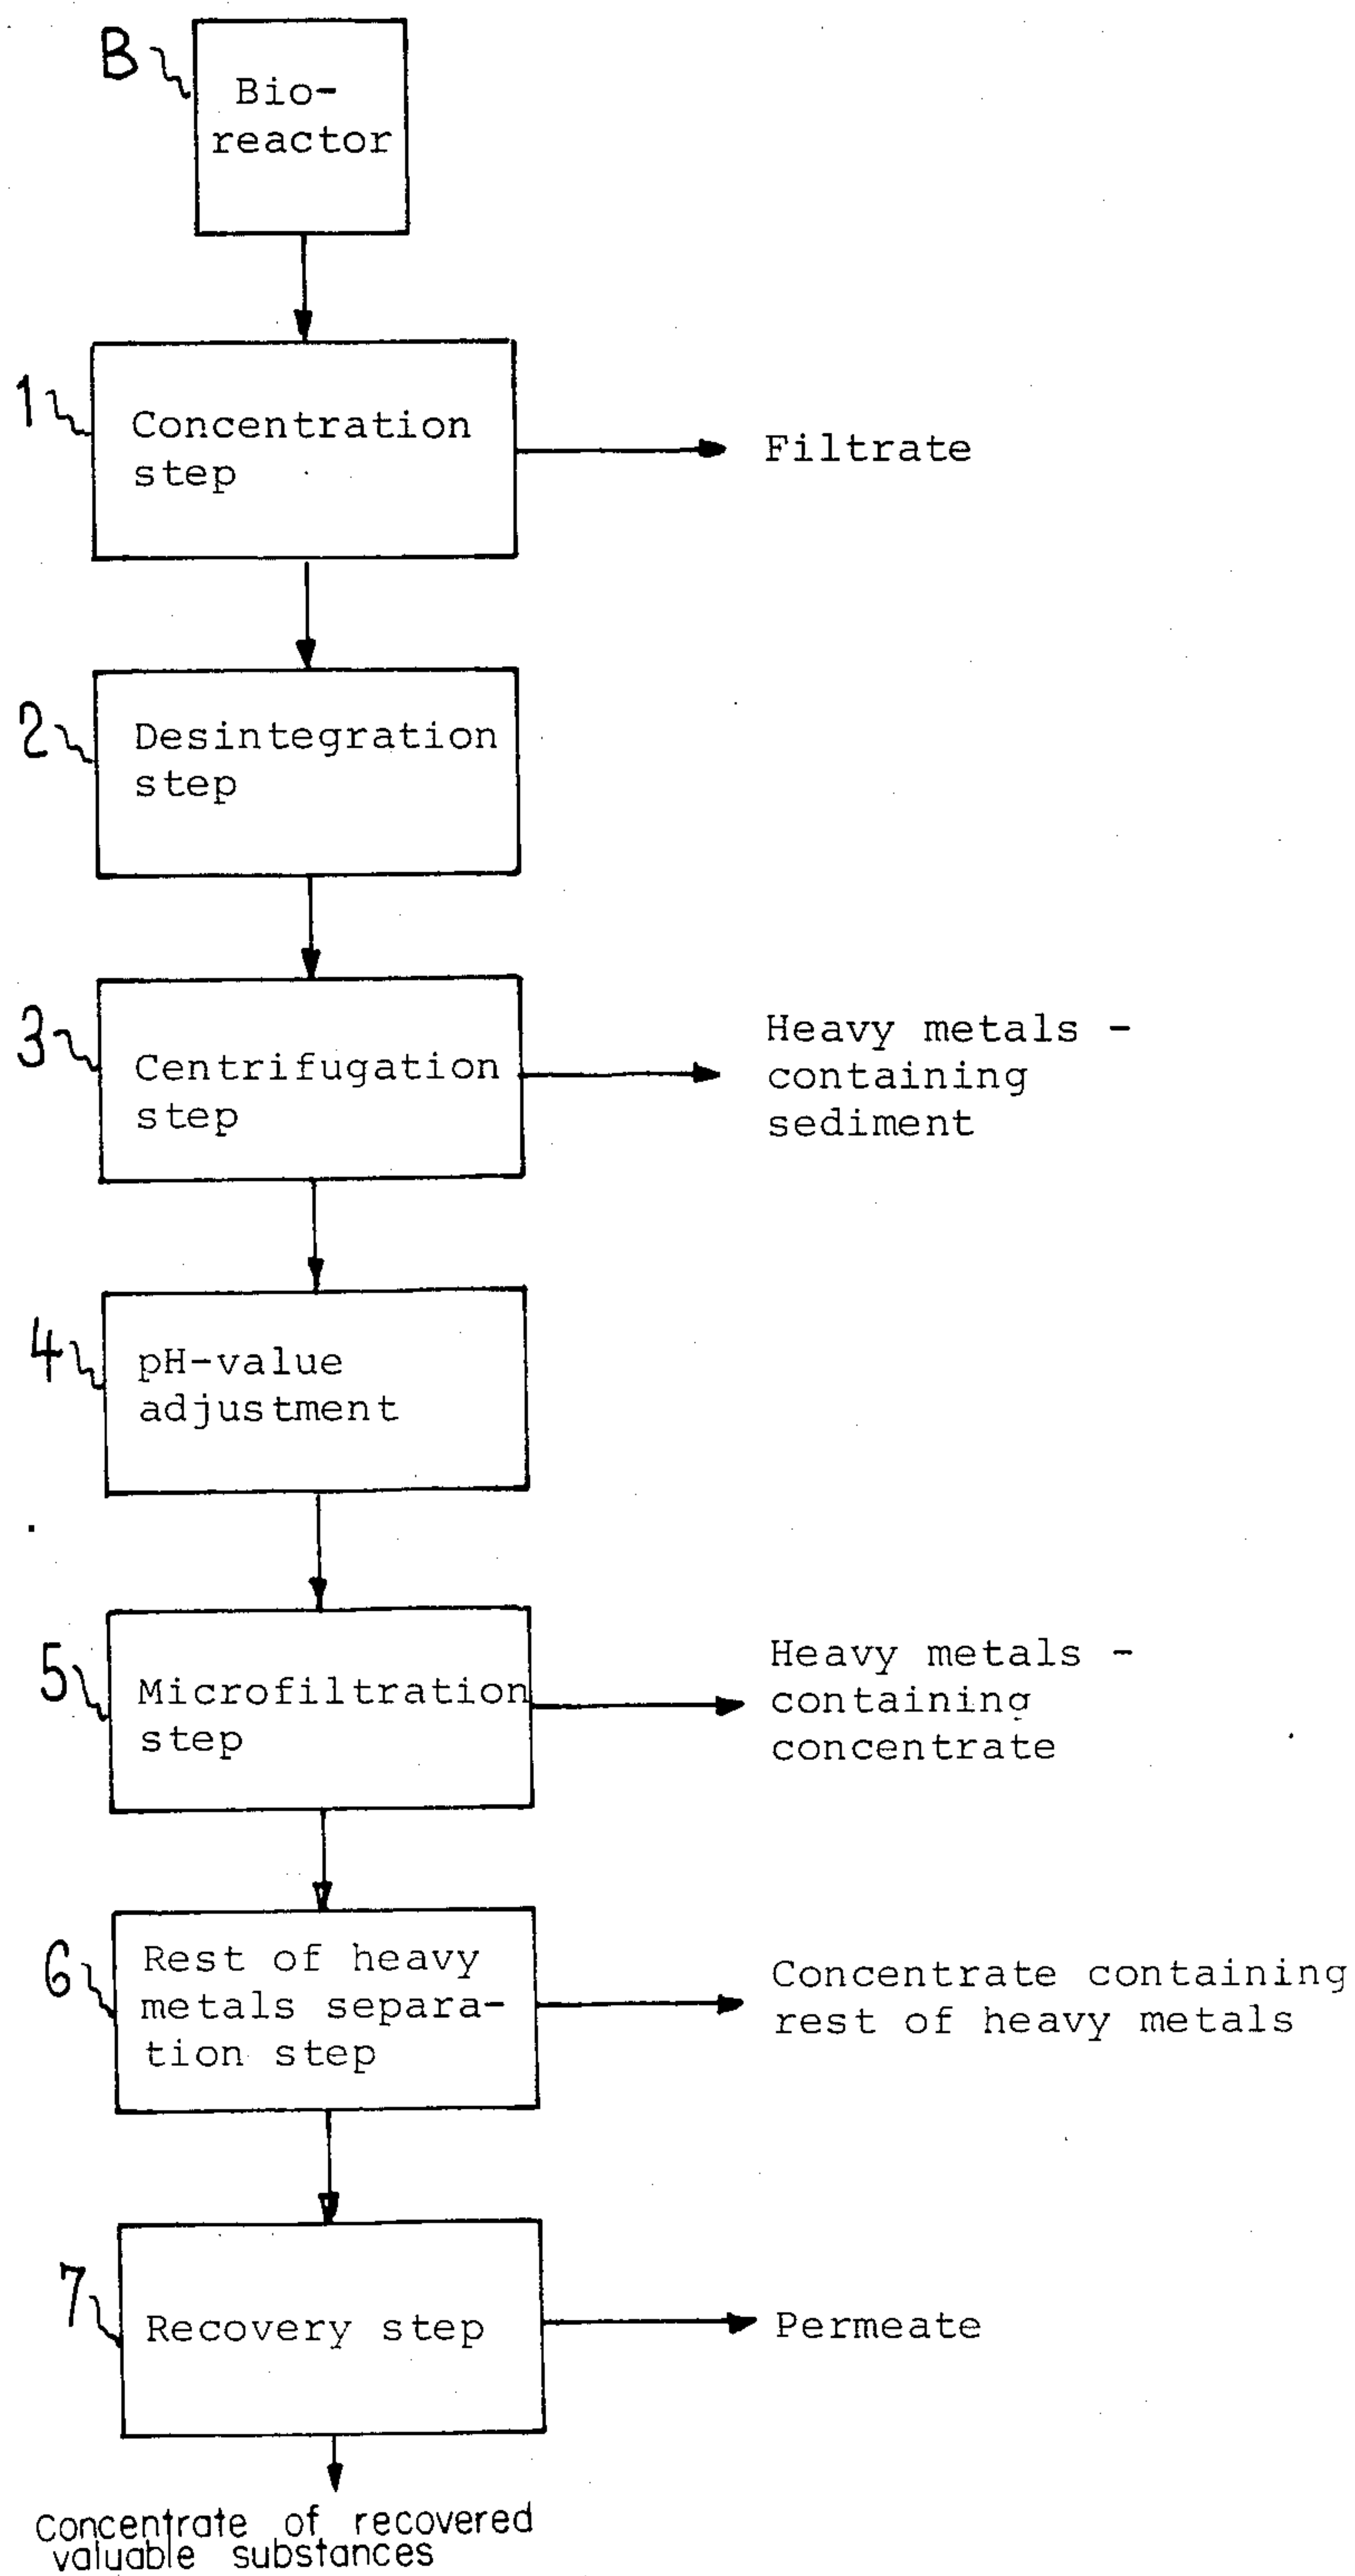 B
Bio-
reactor
1
Concentration
step
Filtrate
2
Desintegration
step
3
Centrifugation
step
Heavy metals -
containing
sediment
4
pH-value
adjustment
5
Microfiltration
step
Heavy metals -
containing
concentrate
6
Rest of heavy
metals separa-
tion step
Concentrate containing
rest of heavy metals
7
Recovery step
Permeate
Concentrate of recovered
valuable substances